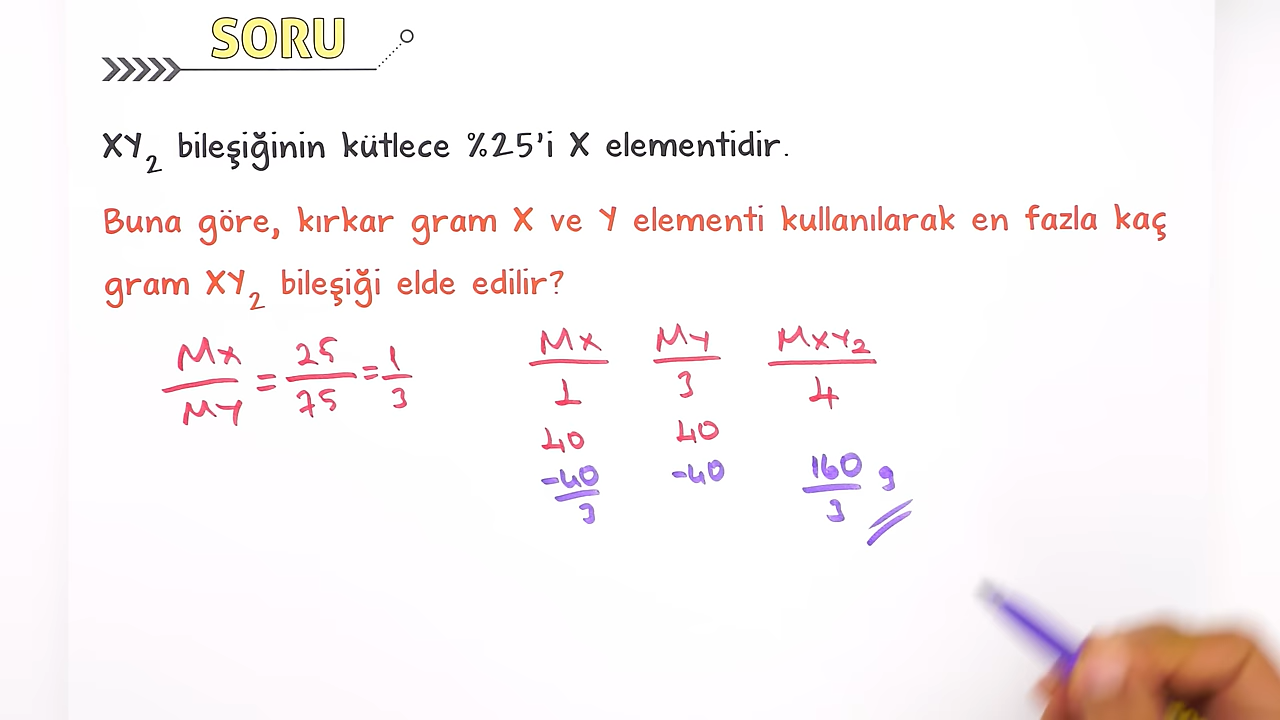 SORU
XY₂ bileşiğinin kütlece %25'i X elementidir.
Buna göre, kırkar gram X ve Y elementi kullanılarak en fazla kaç
gram XY₂ bileşiği elde edilir?
MX/MY = 25/75 = 1/3
MX MY MXY₂
1 3 4
40 40
-40/3 -40 160/3 g